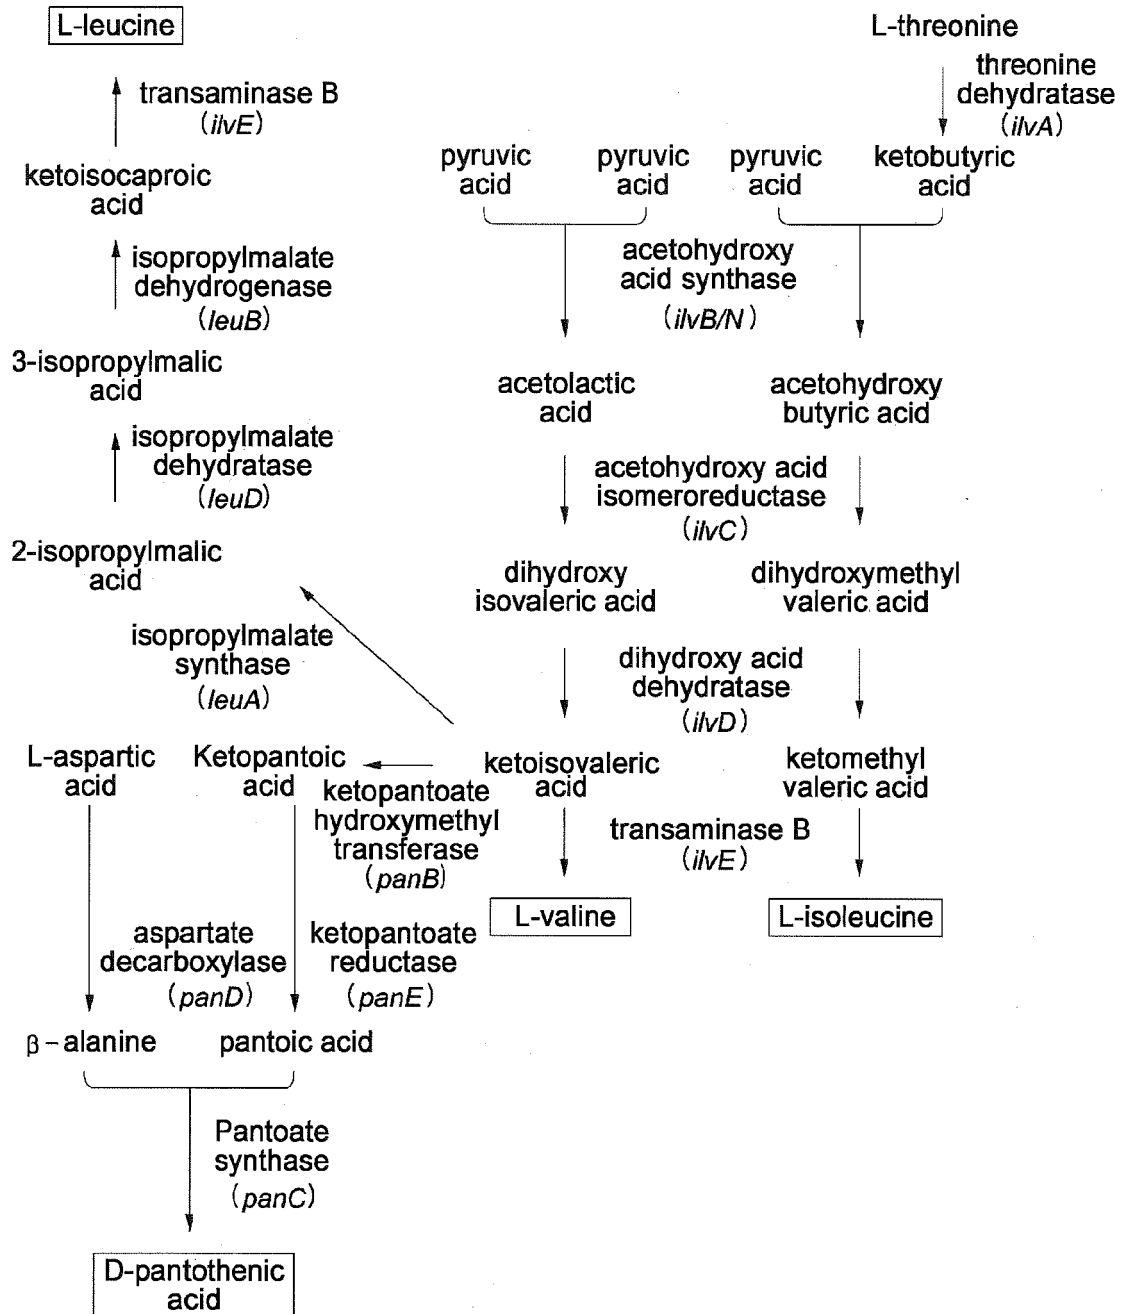 L-leucine
transaminase B
(ilvE)
ketoisocaproic
acid
isopropylmalate
dehydrogenase
(leuB)
3-isopropylmalic
acid
isopropylmalate
dehydratase
(leuD)
2-isopropylmalic
acid
isopropylmalate
synthase
(leuA)
L-threonine
threonine
dehydratase
(ilvA)
pyruvic
acid
pyruvic
acid
pyruvic
acid
ketobutyric
acid
acetohydroxy
acid synthase
(ilvB/N)
acetolactic
acid
acetohydroxy
butyric acid
acetohydroxy acid
isomeroreductase
(ilvC)
dihydroxy
isovaleric acid
dihydroxymethyl
valeric acid
dihydroxy acid
dehydratase
(ilvD)
L-aspartic
acid
Ketopantoic
acid
ketoisovaleric
acid
ketomethyl
valeric acid
ketopantoate
hydroxymethyl
transferase
(panB)
transaminase B
(ilvE)
L-valine
L-isoleucine
aspartate
decarboxylase
(panD)
ketopantoate
reductase
(panE)
β-alanine
pantoic acid
Pantoate
synthase
(panC)
D-pantothenic
acid